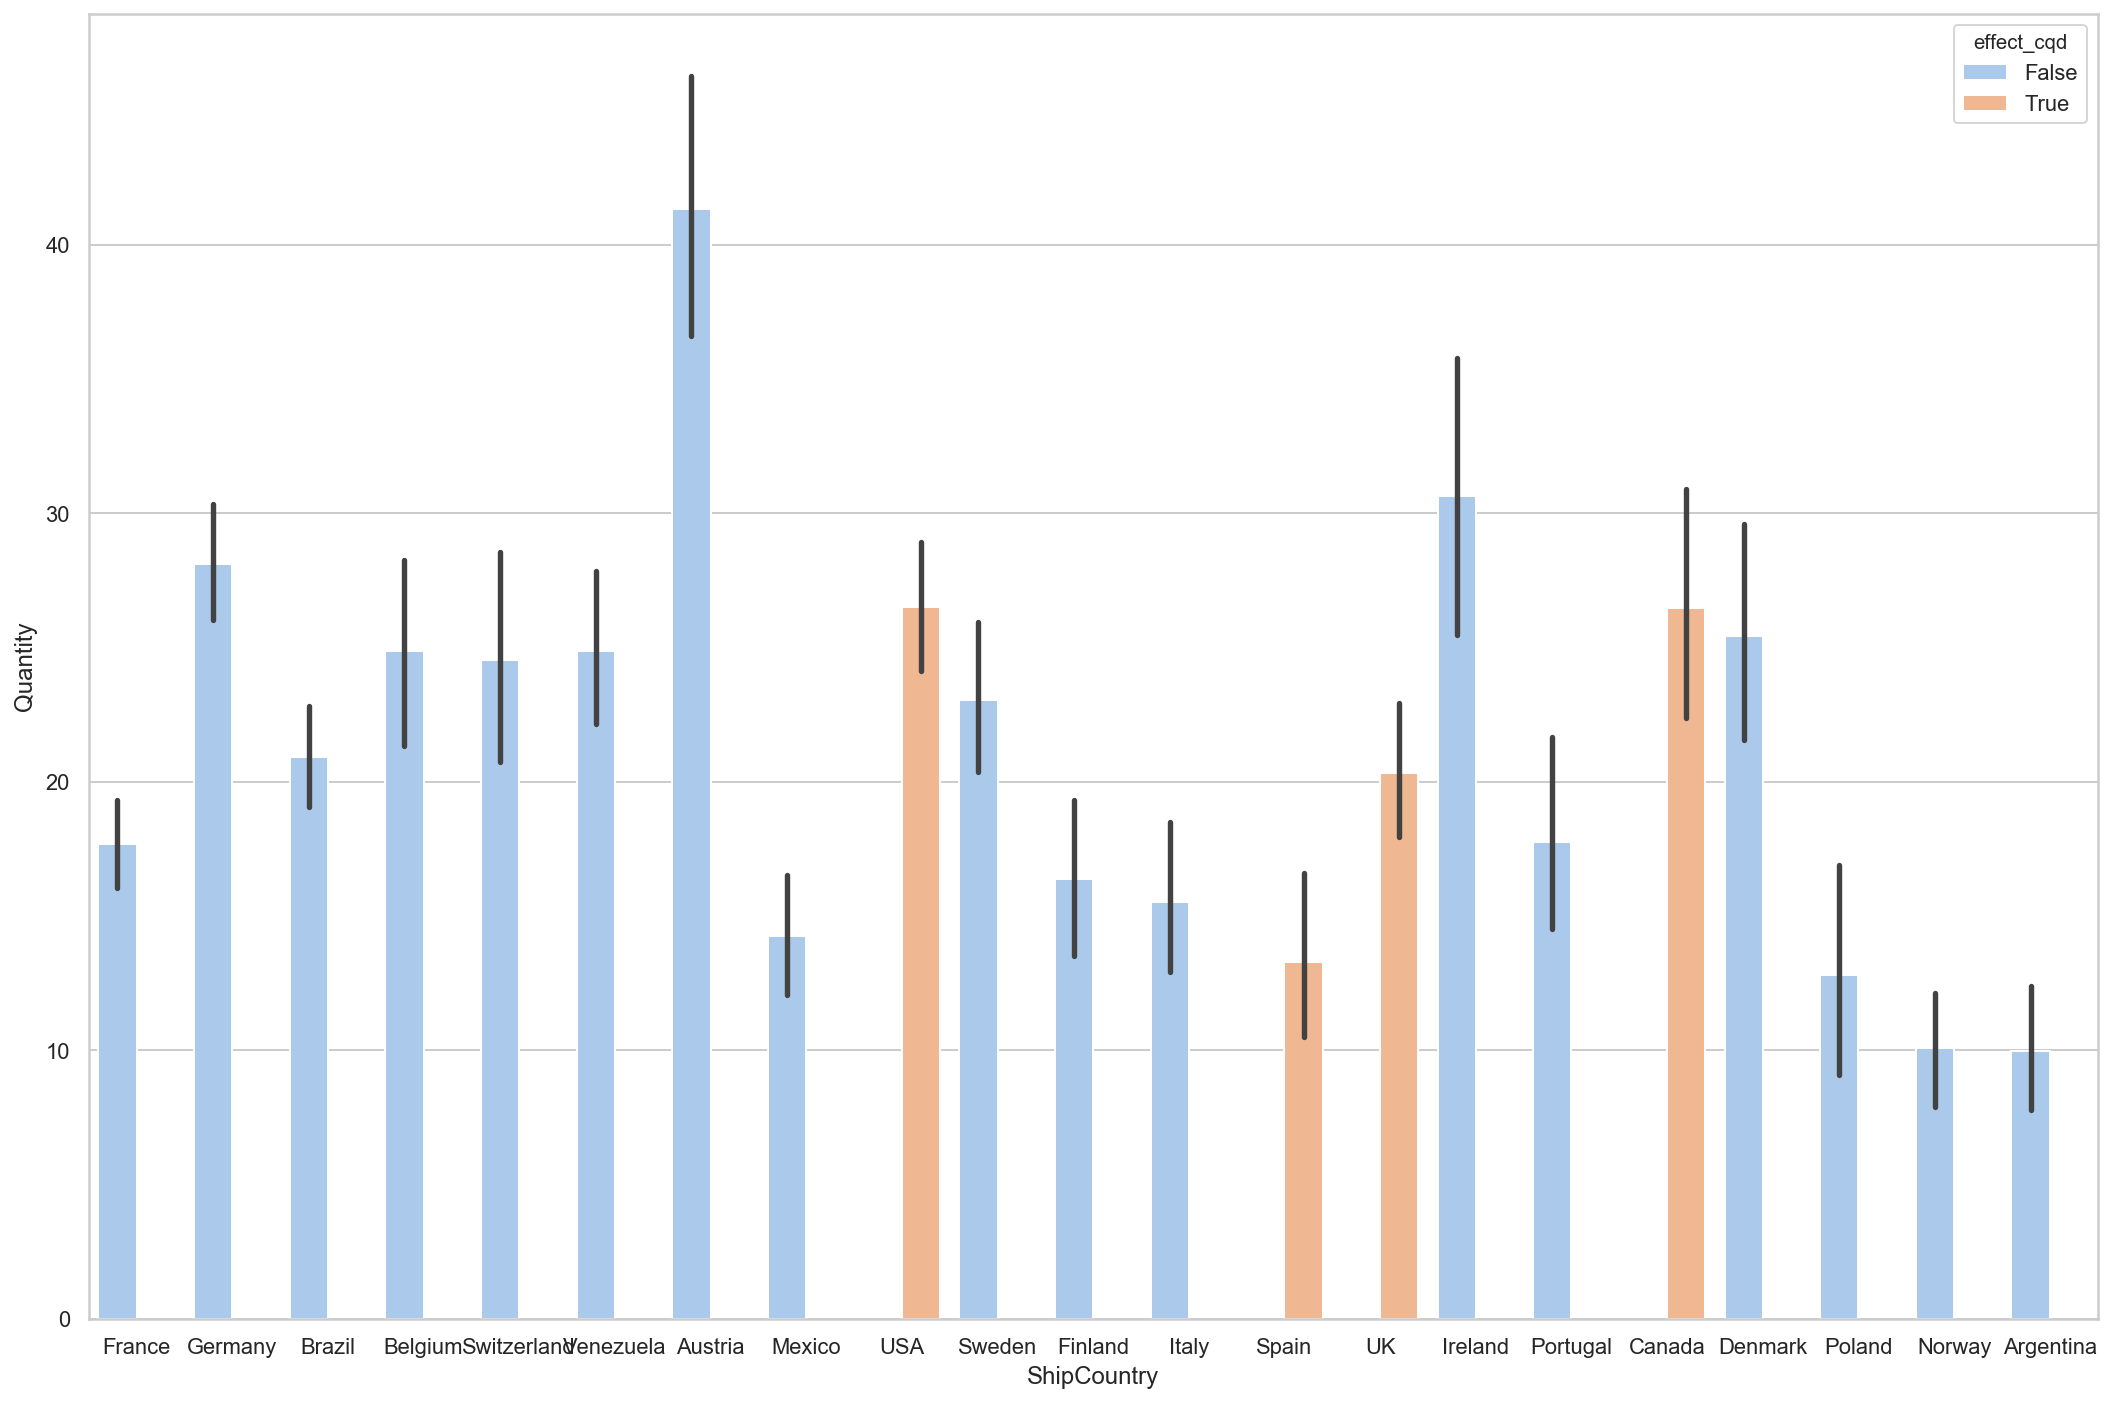 effect_cqd
False
True
40
30
20
10
0
Quantity
France Germany Brazil Belgium Switzerland Venezuela Austria Mexico USA Sweden Finland Italy Spain UK Ireland Portugal Canada Denmark Poland Norway Argentina
ShipCountry